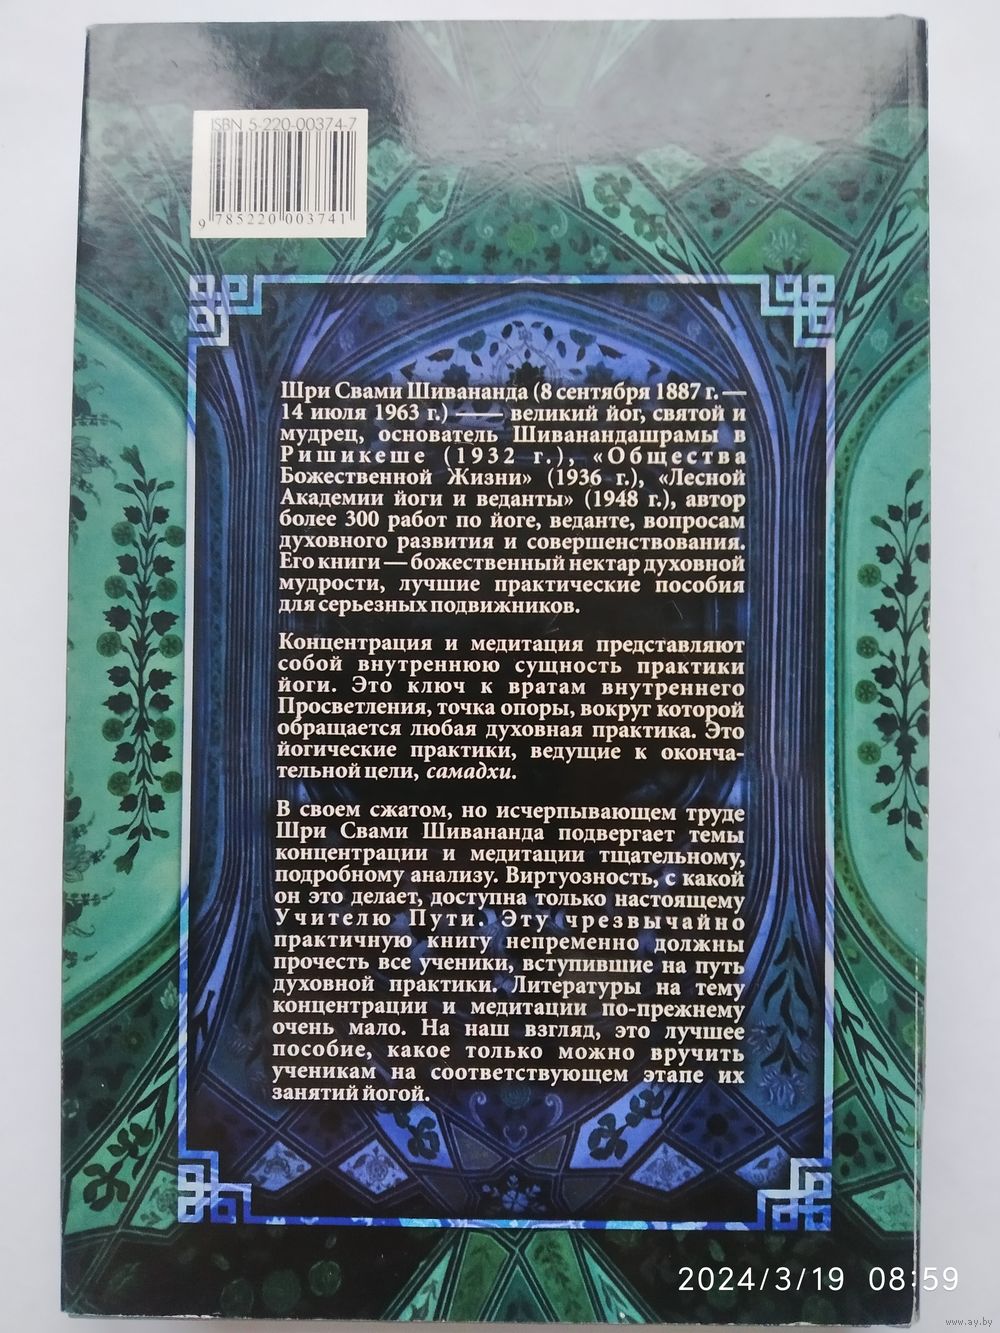 ISBN 5-220-00374-7
9 785220 003741
Шри Свами Шивананда (8 сентября 1887 г. —
14 июля 1963 г.) —— великий йог, святой и
мудрец, основатель Шиванандашрамы в
Ришикеше (1932 г.), «Общества
Божественной Жизни» (1936 г.), «Лесной
Академии йоги и веданты» (1948 г.), автор
более 300 работ по йоге, веданте, вопросам
духовного развития и совершенствования.
Его книги — божественный нектар духовной
мудрости, лучшие практические пособия
для серьезных подвижников.
Концентрация и медитация представляют
собой внутреннюю сущность практики
йоги. Это ключ к вратам внутреннего
Просветления, точка опоры, вокруг которой
обращается любая духовная практика. Это
йогические практики, ведущие к оконча-
тельной цели, самадхи.
В своем сжатом, но исчерпывающем труде
Шри Свами Шивананда подвергает темы
концентрации и медитации тщательному,
подробному анализу. Виртуозность, с какой
он это делает, доступна только настоящему
Учителю Пути. Эту чрезвычайно
практичную книгу непременно должны
прочесть все ученики, вступившие на путь
духовной практики. Литературы на тему
концентрации и медитации по-прежнему
очень мало. На наш взгляд, это лучшее
пособие, какое только можно вручить
ученикам на соответствующем этапе их
занятий йогой.
2024/3/19 08:59
www.ay.by